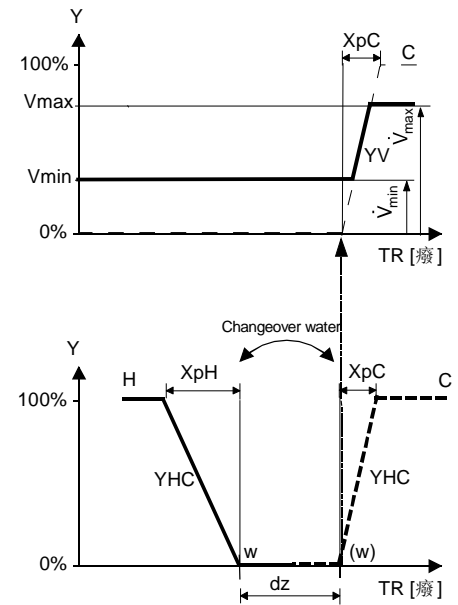 Y
XpC
100%
C
Vmax
YV
V̇max
Vmin
V̇min
0%
TR [癈]
Changeover water
Y
H
XpH
XpC
C
100%
YHC
YHC
w
(w)
0%
dz
TR [癈]